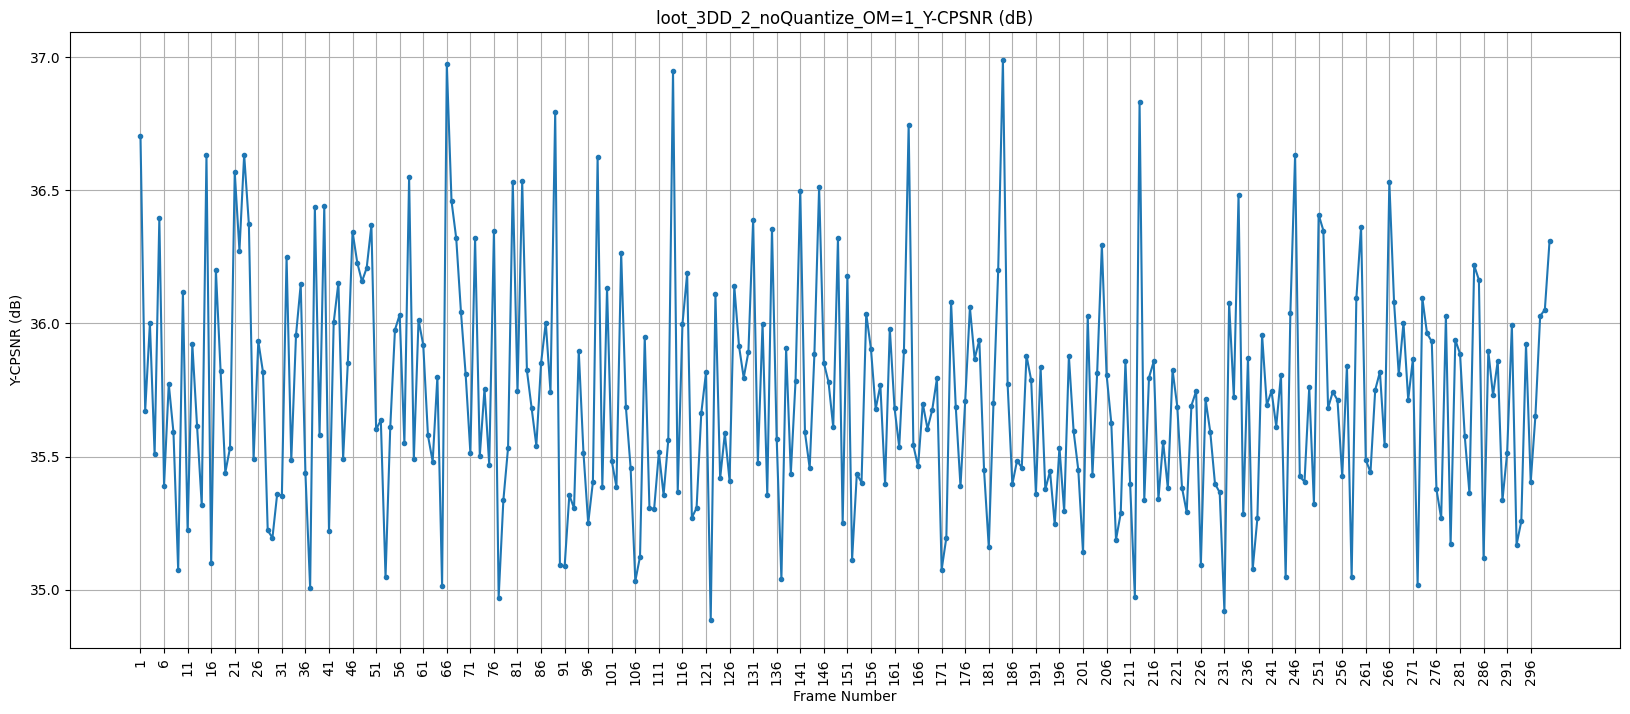 loot_3DD_2_noQuantize_OM=1_Y-CPSNR (dB)
Y-CPSNR (dB)
37.0
36.5
36.0
35.5
35.0
1 6 11 16 21 26 31 36 41 46 51 56 61 66 71 76 81 86 91 96 101 106 111 116 121 126 131 136 141 146 151 156 161 166 171 176 181 186 191 196 201 206 211 216 221 226 231 236 241 246 251 256 261 266 271 276 281 286 291 296
Frame Number